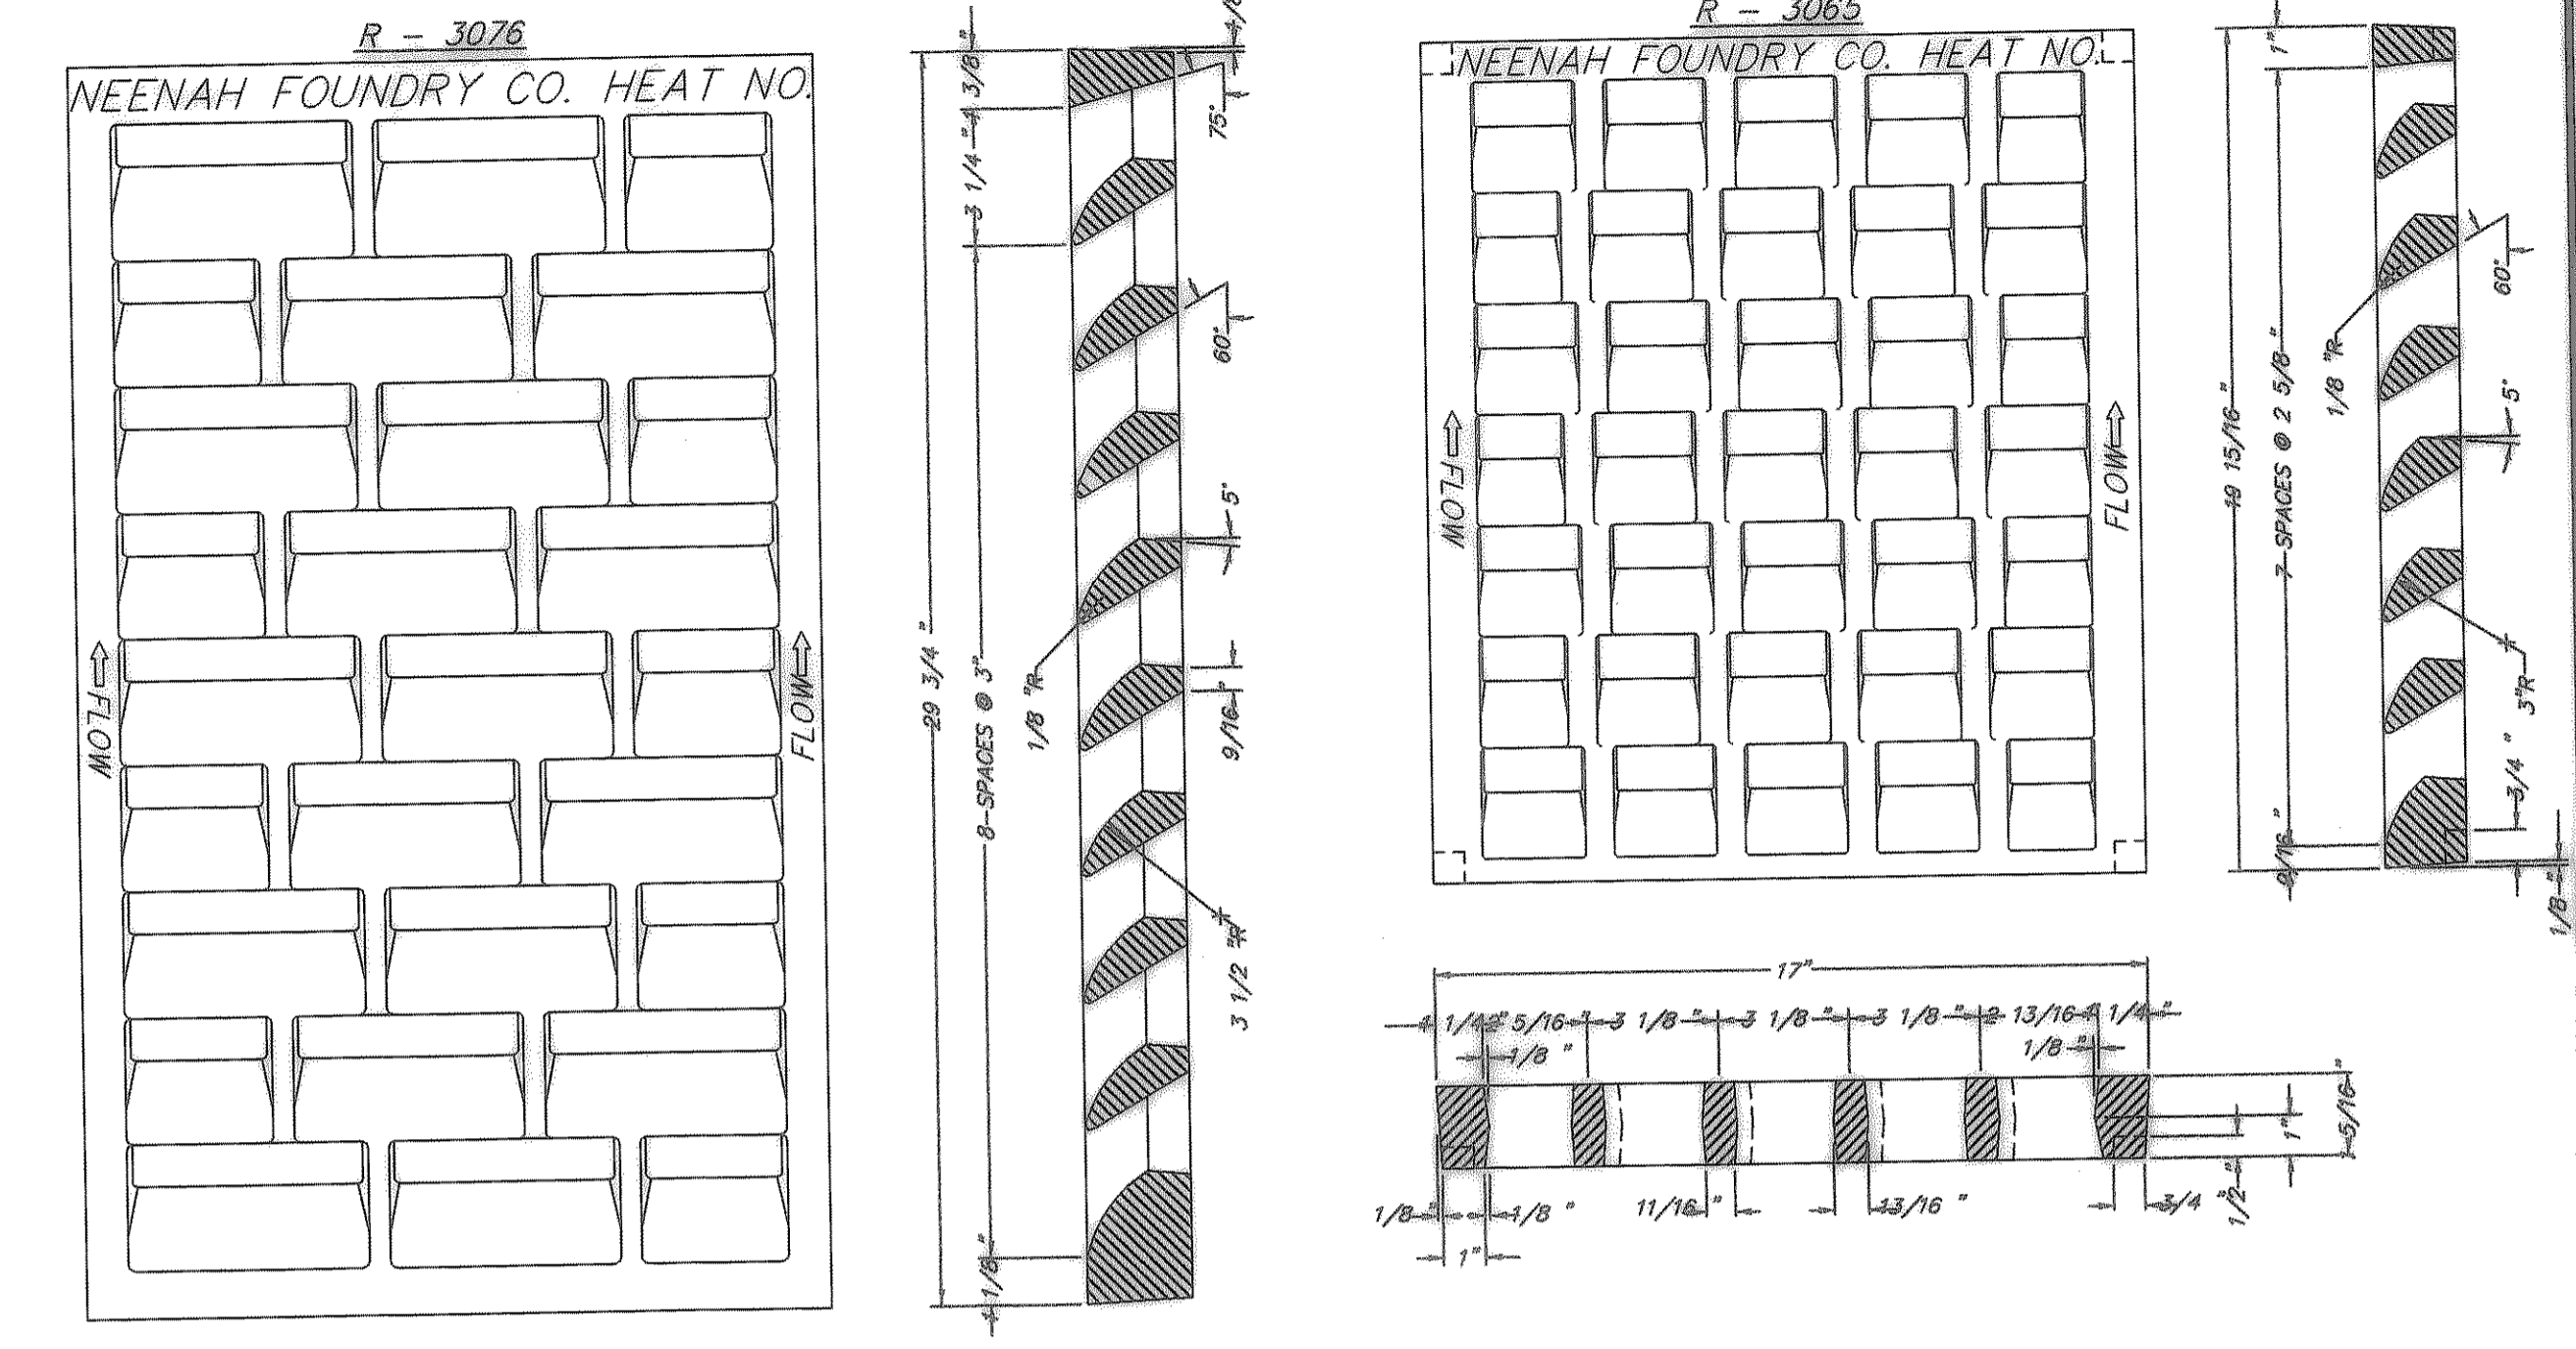 R - 3076
NEENAH FOUNDRY CO. HEAT NO.
FLOW
FLOW
3/8"
3 1/4 "
29 3/4 "
8 SPACES @ 3"
1/8"
1/8 "R
75°
60°
5°
9/16"
3 1/2 "R
R - 3065
NEENAH FOUNDRY CO. HEAT NO.
FLOW
FLOW
1"
19 15/16 "
7 SPACES @ 2 5/8"
9/16 "
1/8 "R
60°
5°
3"R
3/4 "
1/8"
17"
1/4
5/16 "
3 1/8 "
3 1/8 "
3 1/8 "
2 13/16
1/4 "
1/8 "
1/8 "
5/16"
1"
1/2"
1/8 "
1/8 "
11/16 "
13/16 "
3/4 "
1"